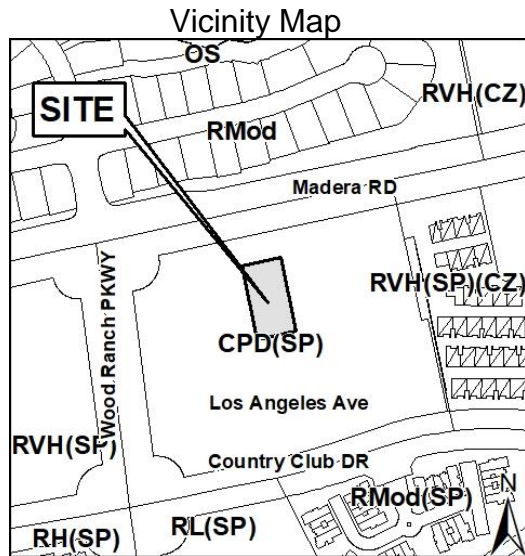 Vicinity Map
OS
SITE
RVH(CZ)
RMod
Madera RD
Wood Ranch PKWY
RVH(SP)(CZ)
CPD(SP)
Los Angeles Ave
RVH(SP)
Country Club DR
RMod(SP)
N
RL(SP)
RH(SP)